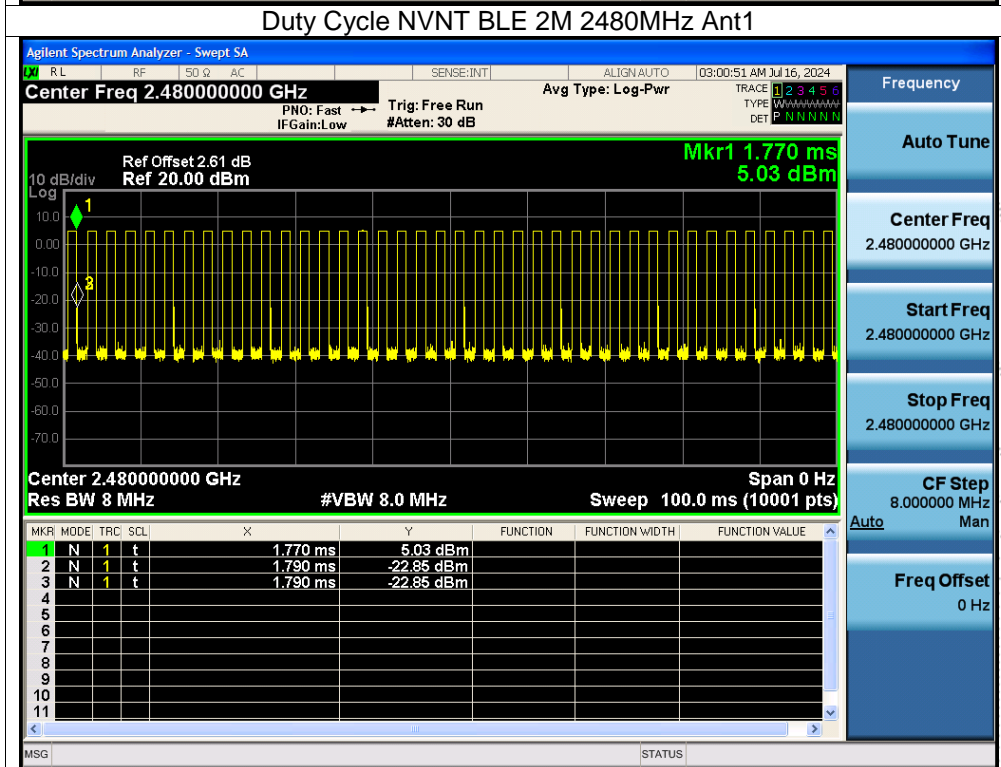 Duty Cycle NVNT BLE 2M 2480MHz Ant1
Agilent Spectrum Analyzer - Swept SA
LXI RL RF 50 Ω AC SENSE:INT ALIGNAUTO 03:00:51 AM Jul 16, 2024
Center Freq 2.480000000 GHz
PNO: Fast
IFGain:Low
Trig: Free Run
#Atten: 30 dB
Avg Type: Log-Pwr
TRACE 1 2 3 4 5 6
TYPE
DET P N N N N N
Ref Offset 2.61 dB
Ref 20.00 dBm
10 dB/div
Log
Mkr1 1.770 ms
5.03 dBm
1
10.0
0.00
-10.0
3
-20.0
-30.0
-40.0
-50.0
-60.0
-70.0
Center 2.480000000 GHz
Span 0 Hz
Res BW 8 MHz
#VBW 8.0 MHz
Sweep 100.0 ms (10001 pts)
MKR MODE TRC SCL X Y FUNCTION FUNCTION WIDTH FUNCTION VALUE
1 N 1 t 1.770 ms 5.03 dBm
2 N 1 t 1.790 ms -22.85 dBm
3 N 1 t 1.790 ms -22.85 dBm
4
5
6
7
8
9
10
11
MSG
STATUS
Frequency
Auto Tune
Center Freq
2.480000000 GHz
Start Freq
2.480000000 GHz
Stop Freq
2.480000000 GHz
CF Step
8.000000 MHz
Auto Man
Freq Offset
0 Hz